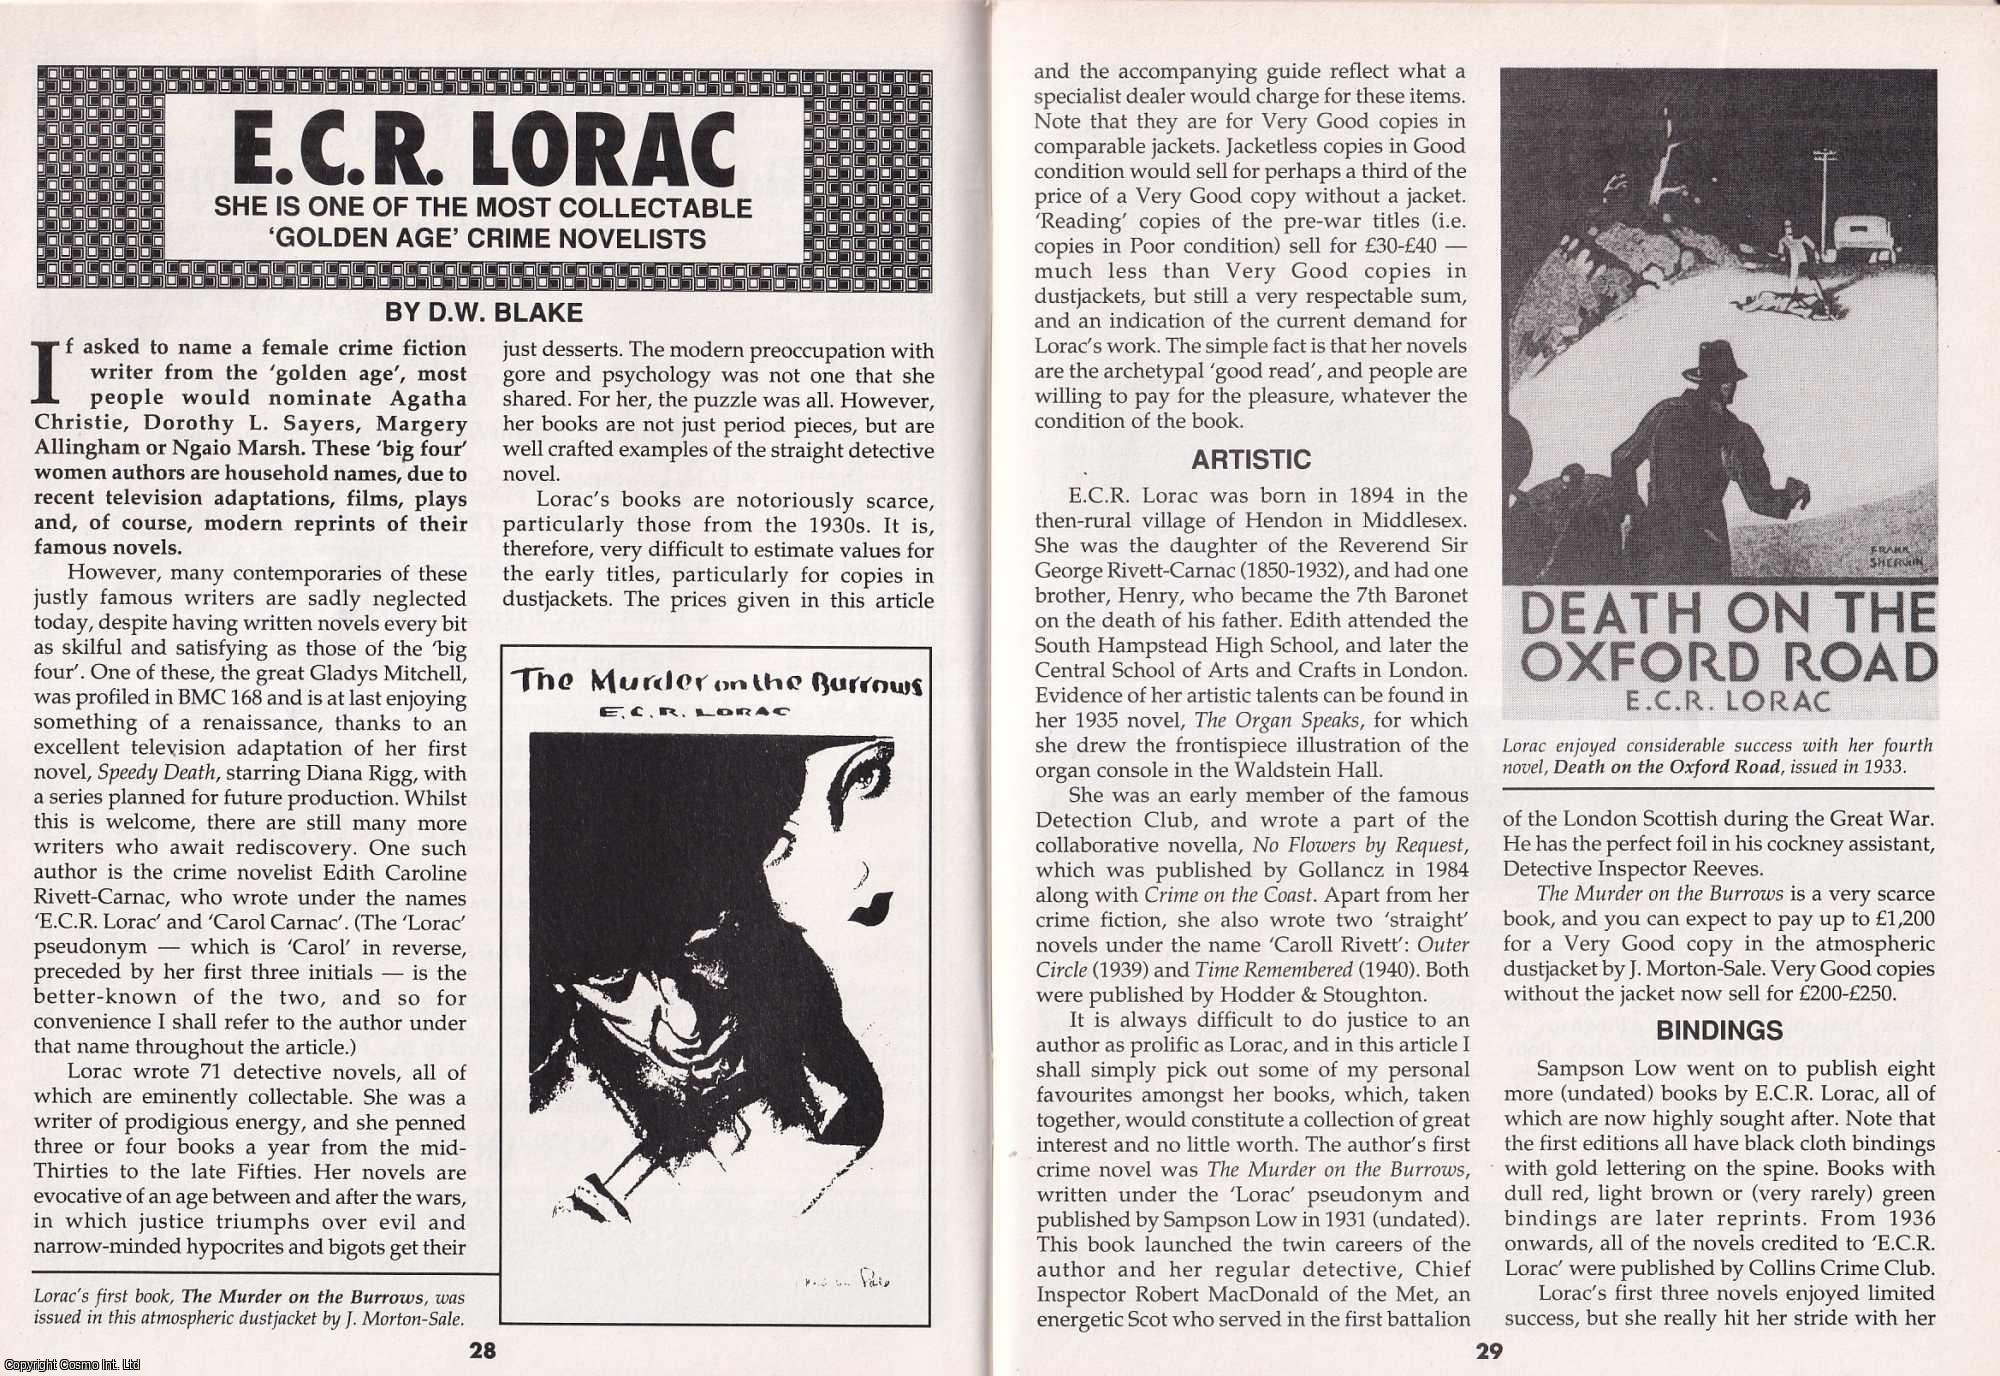 E.C.R. LORAC
SHE IS ONE OF THE MOST COLLECTABLE
'GOLDEN AGE' CRIME NOVELISTS
BY D.W. BLAKE
If asked to name a female crime fiction
writer from the 'golden age', most
people would nominate Agatha
Christie, Dorothy L. Sayers, Margery
Allingham or Ngaio Marsh. These 'big four'
women authors are household names, due to
recent television adaptations, films, plays
and, of course, modern reprints of their
famous novels.
However, many contemporaries of these
justly famous writers are sadly neglected
today, despite having written novels every bit
as skilful and satisfying as those of the 'big
four'. One of these, the great Gladys Mitchell,
was profiled in BMC 168 and is at last enjoying
something of a renaissance, thanks to an
excellent television adaptation of her first
novel, Speedy Death, starring Diana Rigg, with
a series planned for future production. Whilst
this is welcome, there are still many more
writers who await rediscovery. One such
author is the crime novelist Edith Caroline
Rivett-Carnac, who wrote under the names
'E.C.R. Lorac' and 'Carol Carnac'. (The 'Lorac'
pseudonym — which is 'Carol' in reverse,
preceded by her first three initials — is the
better-known of the two, and so for
convenience I shall refer to the author under
that name throughout the article.)
Lorac wrote 71 detective novels, all of
which are eminently collectable. She was a
writer of prodigious energy, and she penned
three or four books a year from the mid-
Thirties to the late Fifties. Her novels are
evocative of an age between and after the wars,
in which justice triumphs over evil and
narrow-minded hypocrites and bigots get their
Lorac's first book, The Murder on the Burrows, was
issued in this atmospheric dustjacket by J. Morton-Sale.
just desserts. The modern preoccupation with
gore and psychology was not one that she
shared. For her, the puzzle was all. However,
her books are not just period pieces, but are
well crafted examples of the straight detective
novel.
Lorac's books are notoriously scarce,
particularly those from the 1930s. It is,
therefore, very difficult to estimate values for
the early titles, particularly for copies in
dustjackets. The prices given in this article
The Murder on the Burrows
E.C.R. LORAC
28
and the accompanying guide reflect what a
specialist dealer would charge for these items.
Note that they are for Very Good copies in
comparable jackets. Jacketless copies in Good
condition would sell for perhaps a third of the
price of a Very Good copy without a jacket.
'Reading' copies of the pre-war titles (i.e.
copies in Poor condition) sell for £30-£40 —
much less than Very Good copies in
dustjackets, but still a very respectable sum,
and an indication of the current demand for
Lorac's work. The simple fact is that her novels
are the archetypal 'good read', and people are
willing to pay for the pleasure, whatever the
condition of the book.
ARTISTIC
E.C.R. Lorac was born in 1894 in the
then-rural village of Hendon in Middlesex.
She was the daughter of the Reverend Sir
George Rivett-Carnac (1850-1932), and had one
brother, Henry, who became the 7th Baronet
on the death of his father. Edith attended the
South Hampstead High School, and later the
Central School of Arts and Crafts in London.
Evidence of her artistic talents can be found in
her 1935 novel, The Organ Speaks, for which
she drew the frontispiece illustration of the
organ console in the Waldstein Hall.
She was an early member of the famous
Detection Club, and wrote a part of the
collaborative novella, No Flowers by Request,
which was published by Gollancz in 1984
along with Crime on the Coast. Apart from her
crime fiction, she also wrote two 'straight'
novels under the name 'Caroll Rivett': Outer
Circle (1939) and Time Remembered (1940). Both
were published by Hodder & Stoughton.
It is always difficult to do justice to an
author as prolific as Lorac, and in this article I
shall simply pick out some of my personal
favourites amongst her books, which, taken
together, would constitute a collection of great
interest and no little worth. The author's first
crime novel was The Murder on the Burrows,
written under the 'Lorac' pseudonym and
published by Sampson Low in 1931 (undated).
This book launched the twin careers of the
author and her regular detective, Chief
Inspector Robert MacDonald of the Met, an
energetic Scot who served in the first battalion
FRANK
SHERWIN
DEATH ON THE
OXFORD ROAD
E.C.R. LORAC
Lorac enjoyed considerable success with her fourth
novel, Death on the Oxford Road, issued in 1933.
of the London Scottish during the Great War.
He has the perfect foil in his cockney assistant,
Detective Inspector Reeves.
The Murder on the Burrows is a very scarce
book, and you can expect to pay up to £1,200
for a Very Good copy in the atmospheric
dustjacket by J. Morton-Sale. Very Good copies
without the jacket now sell for £200-£250.
BINDINGS
Sampson Low went on to publish eight
more (undated) books by E.C.R. Lorac, all of
which are now highly sought after. Note that
the first editions all have black cloth bindings
with gold lettering on the spine. Books with
dull red, light brown or (very rarely) green
bindings are later reprints. From 1936
onwards, all of the novels credited to 'E.C.R.
Lorac' were published by Collins Crime Club.
Lorac's first three novels enjoyed limited
success, but she really hit her stride with her
29
Copyright Cosmo Int. Ltd